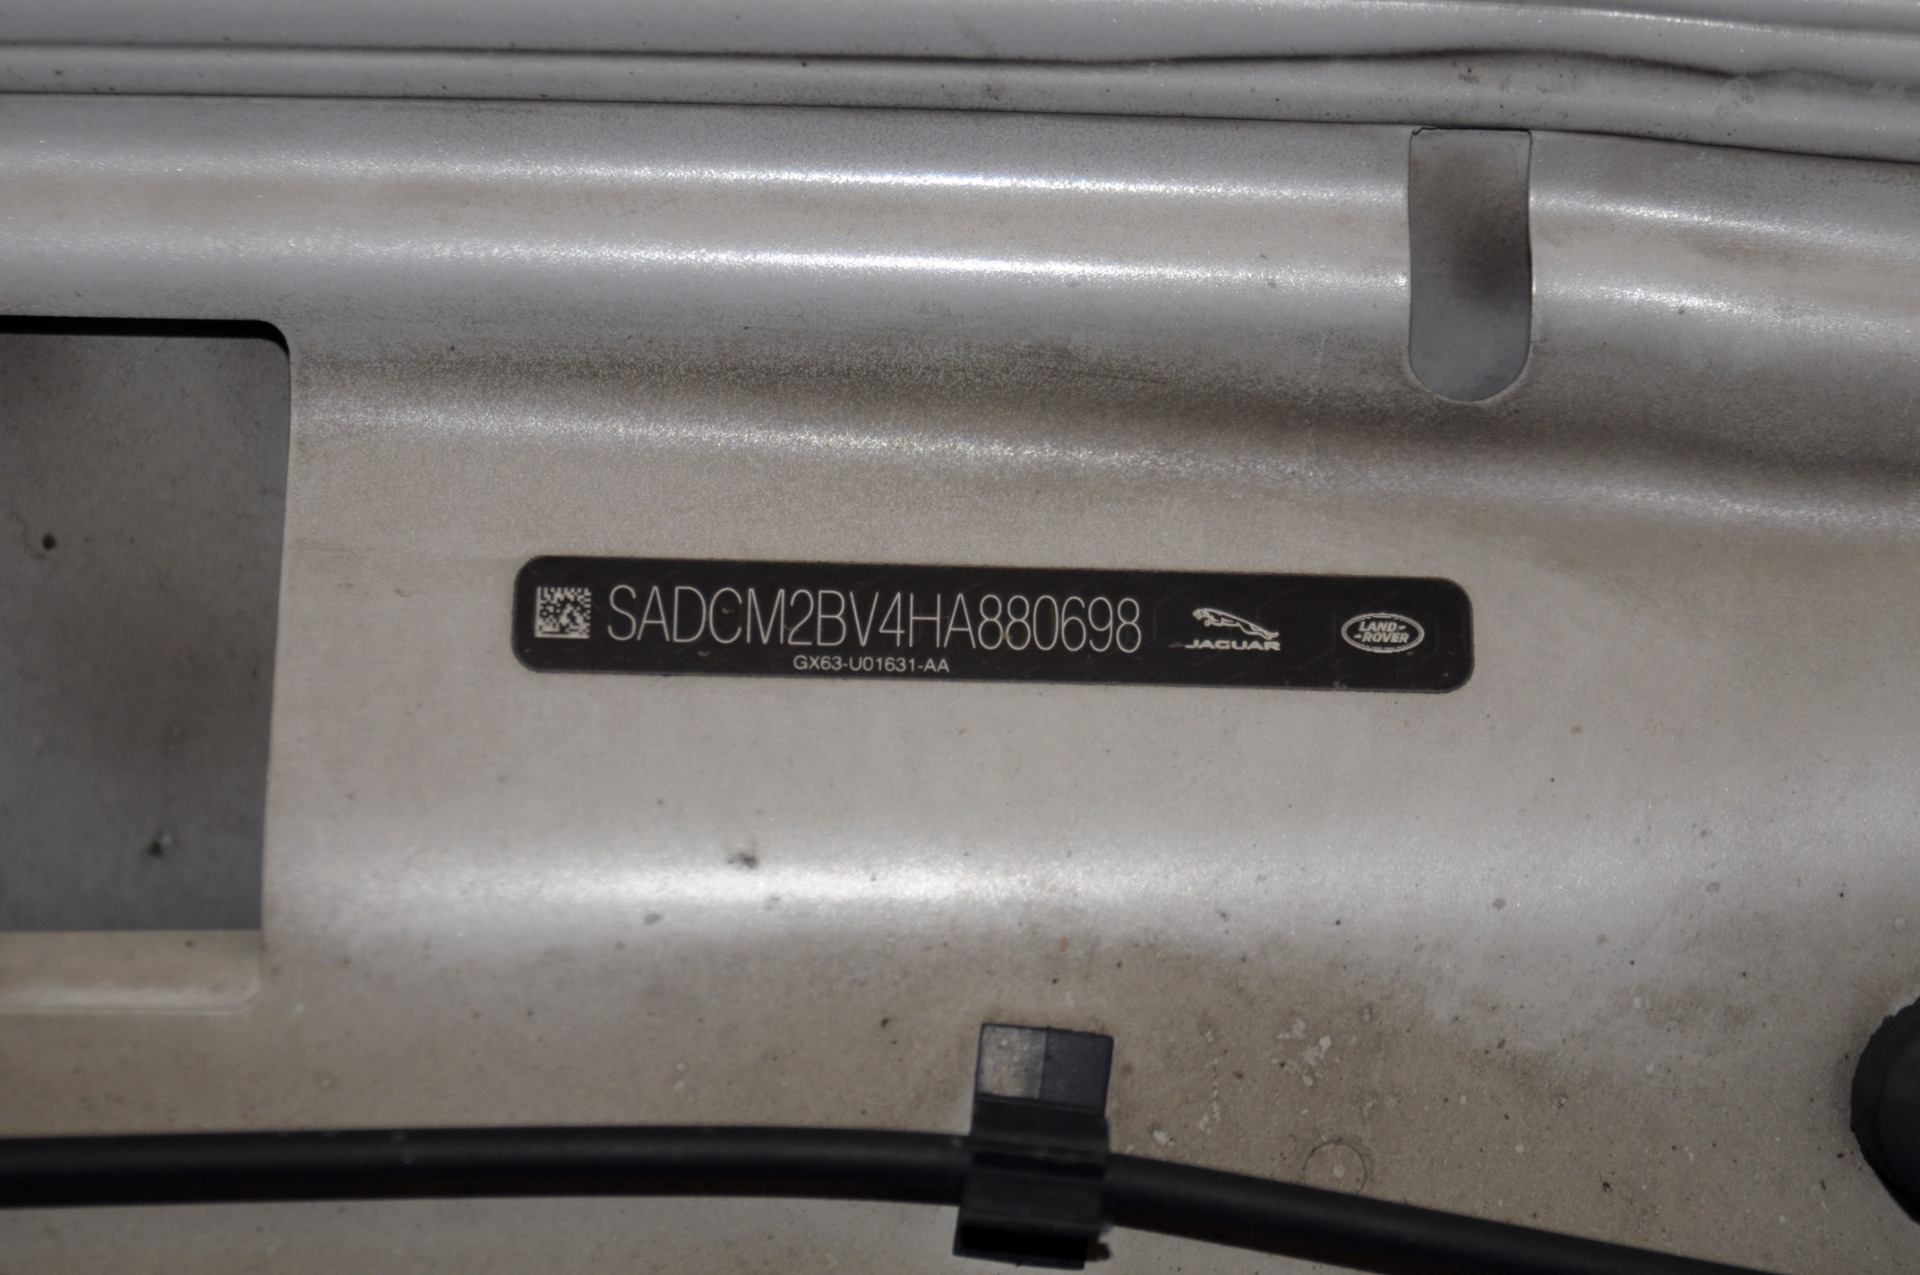 SADCM2BV4HA880698
GX63-U01631-AA
JAGUAR
LAND-
-ROVER